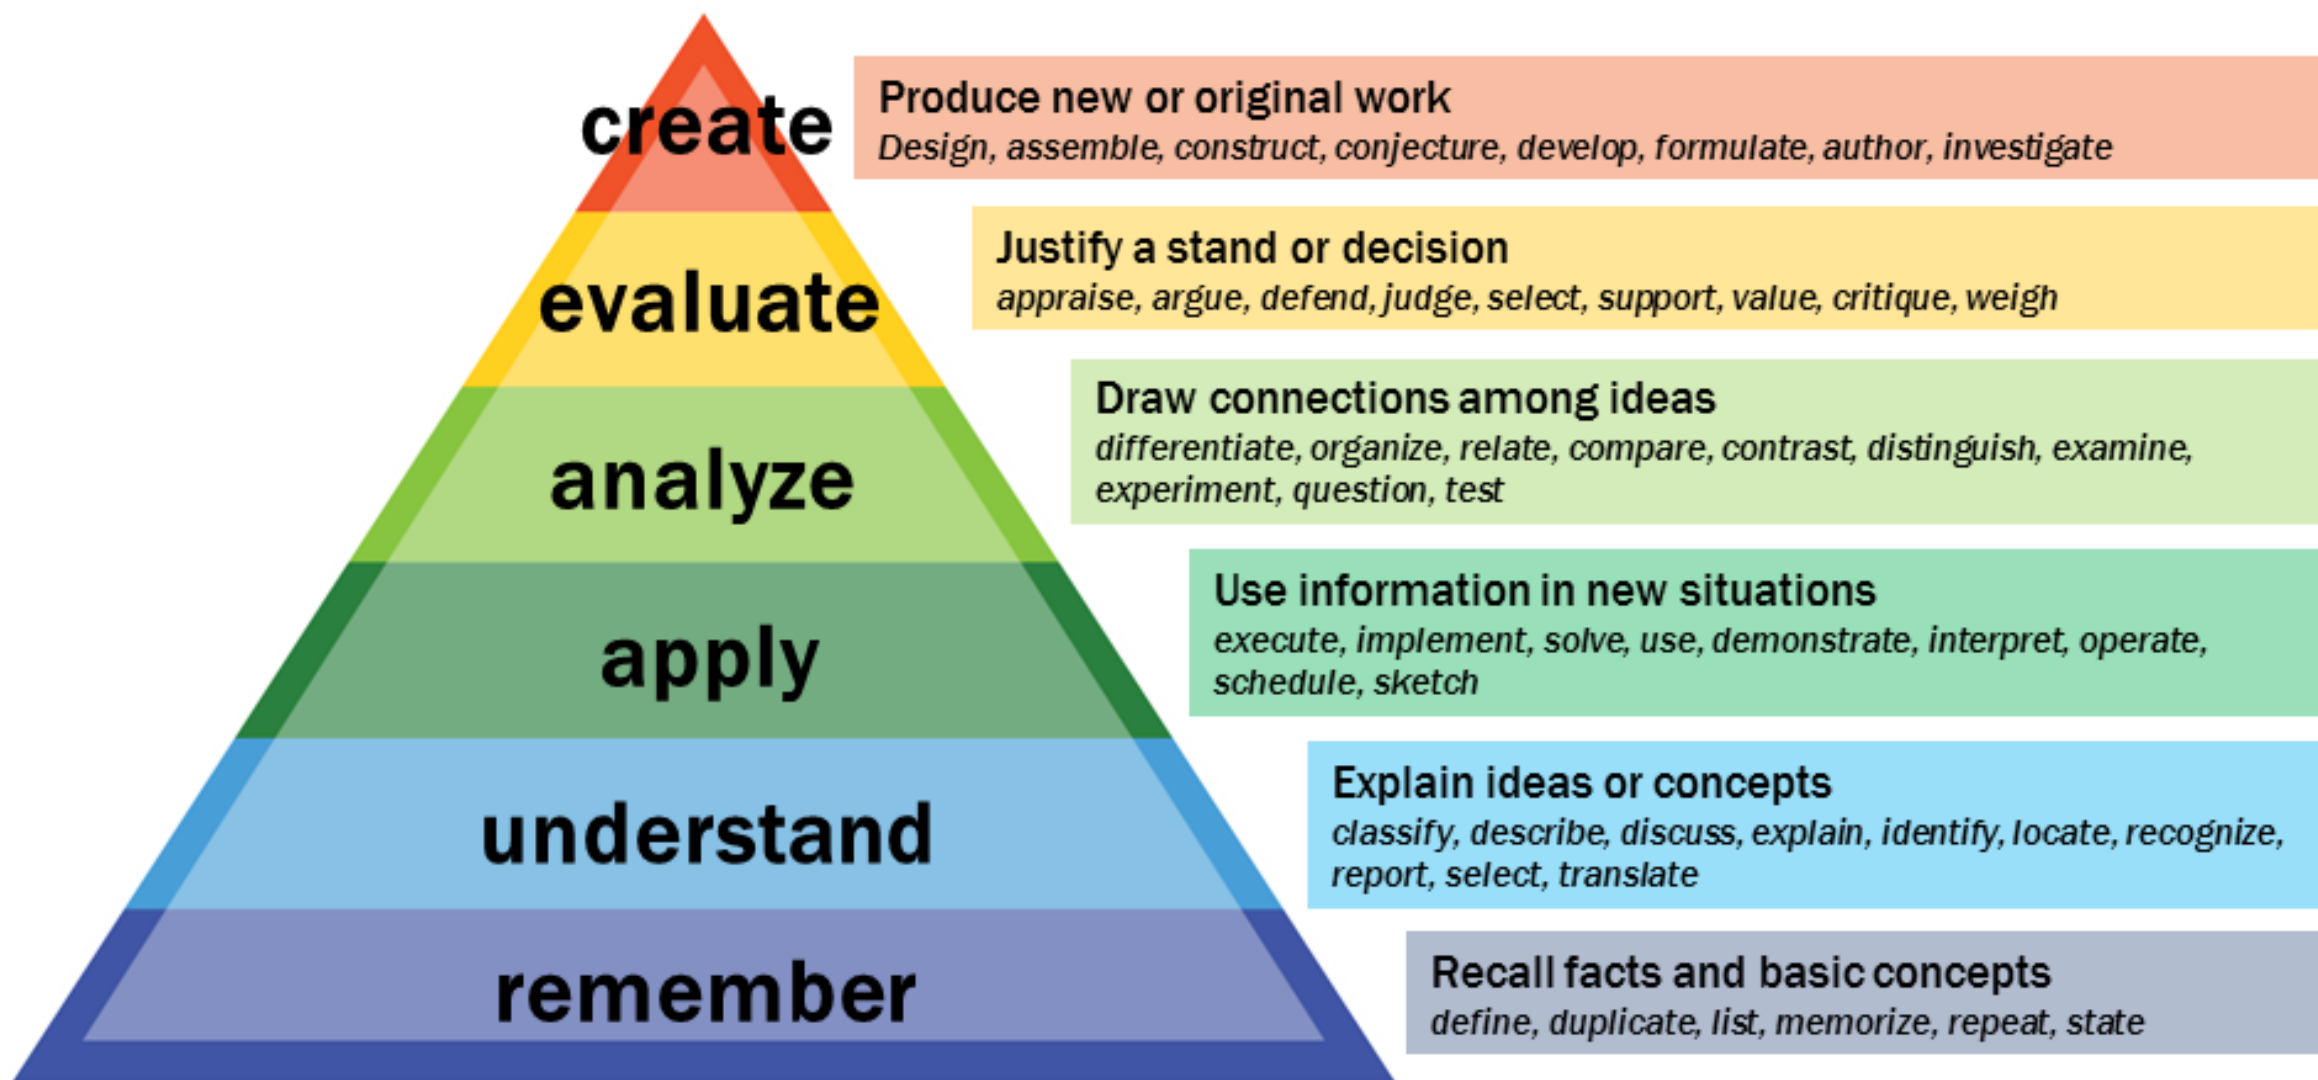 create
Produce new or original work
Design, assemble, construct, conjecture, develop, formulate, author, investigate
evaluate
Justify a stand or decision
appraise, argue, defend, judge, select, support, value, critique, weigh
analyze
Draw connections among ideas
differentiate, organize, relate, compare, contrast, distinguish, examine,
experiment, question, test
apply
Use information in new situations
execute, implement, solve, use, demonstrate, interpret, operate,
schedule, sketch
understand
Explain ideas or concepts
classify, describe, discuss, explain, identify, locate, recognize,
report, select, translate
remember
Recall facts and basic concepts
define, duplicate, list, memorize, repeat, state